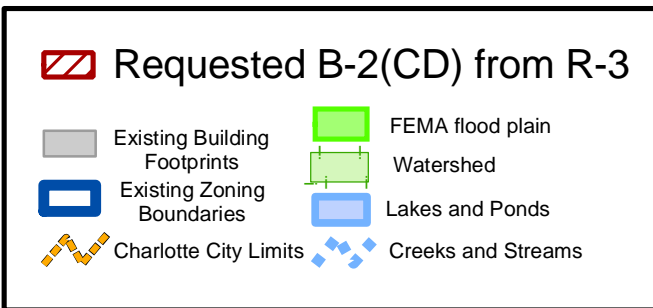 Requested B-2(CD) from R-3
Existing Building
Footprints
Existing Zoning
Boundaries
Charlotte City Limits
FEMA flood plain
Watershed
Lakes and Ponds
Creeks and Streams